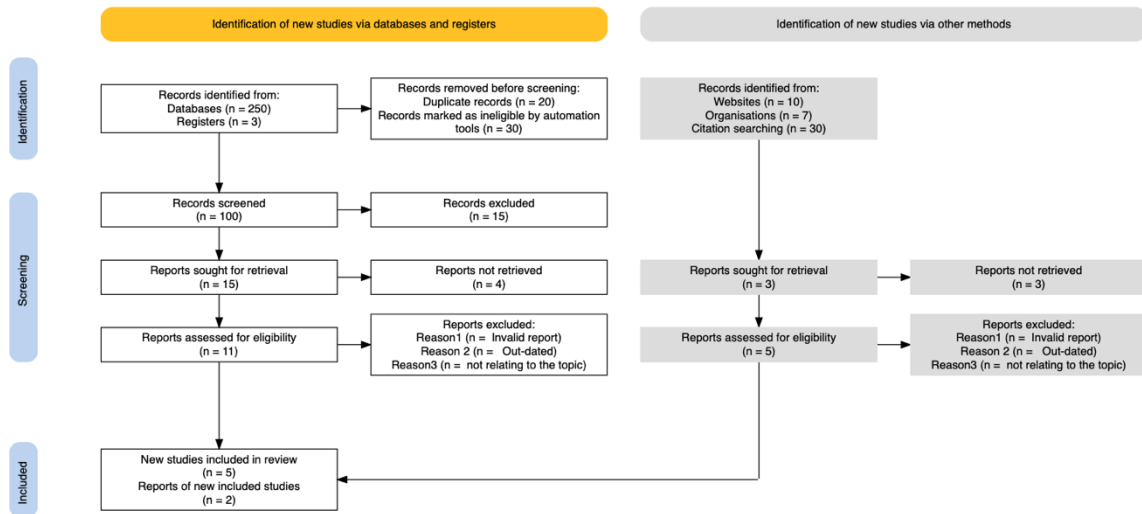 Identification of new studies via databases and registers
Identification of new studies via other methods
Identification
Records identified from:
Databases (n = 250)
Registers (n = 3)
Records removed before screening:
Duplicate records (n = 20)
Records marked as ineligible by automation
tools (n = 30)
Records identified from:
Websites (n = 10)
Organisations (n = 7)
Citation searching (n = 30)
Screening
Records screened
(n = 100)
Records excluded
(n = 15)
Reports sought for retrieval
(n = 15)
Reports not retrieved
(n = 4)
Reports sought for retrieval
(n = 3)
Reports not retrieved
(n = 3)
Reports assessed for eligibility
(n = 11)
Reports excluded:
Reason1 (n = Invalid report)
Reason 2 (n = Out-dated)
Reason3 (n = not relating to the topic)
Reports assessed for eligibility
(n = 5)
Reports excluded:
Reason1 (n = Invalid report)
Reason 2 (n = Out-dated)
Reason3 (n = not relating to the topic)
Included
New studies included in review
(n = 5)
Reports of new included studies
(n = 2)